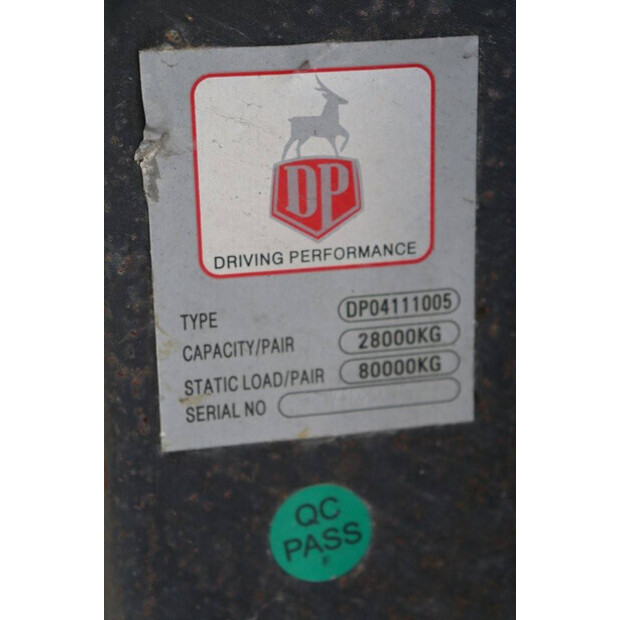 DP
DRIVING PERFORMANCE
TYPE DP04111005
CAPACITY/PAIR 28000KG
STATIC LOAD/PAIR 80000KG
SERIAL NO
QC
PASS
F